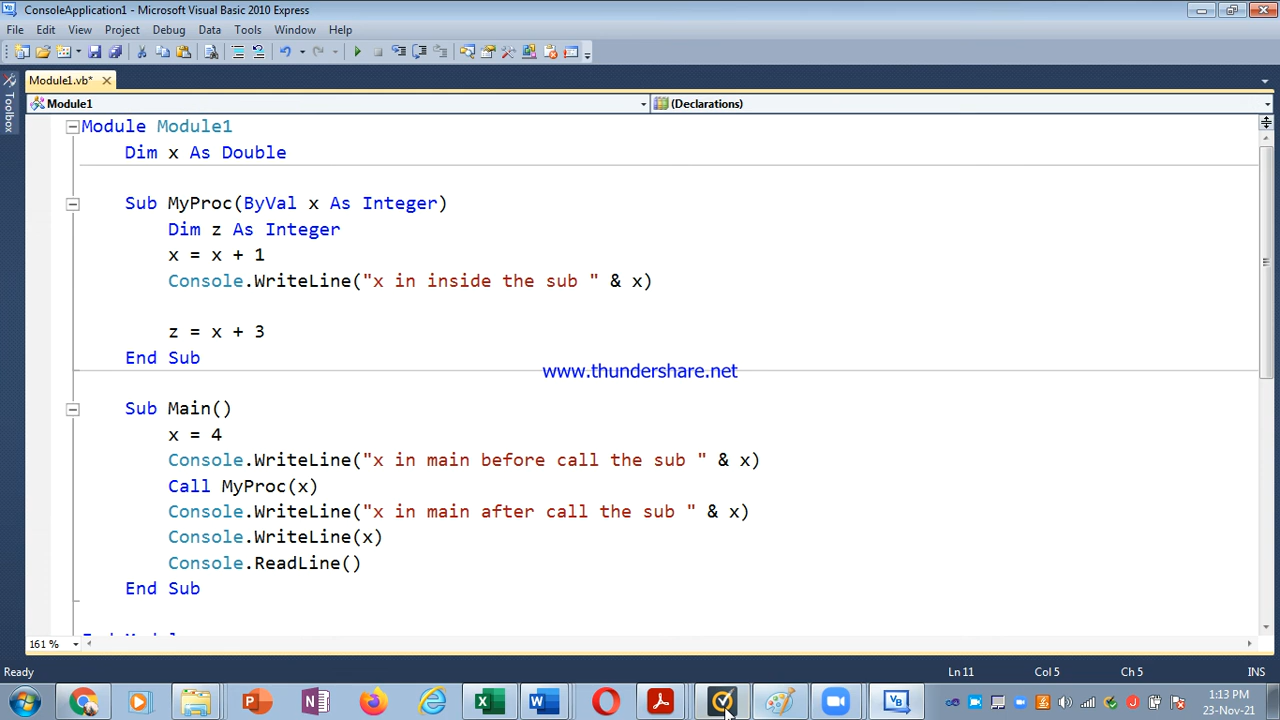 ConsoleApplication1 - Microsoft Visual Basic 2010 Express
File Edit View Project Debug Data Tools Window Help
Module1.vb*
Toolbox
Module1
(Declarations)
Module Module1
Dim x As Double
Sub MyProc(ByVal x As Integer)
Dim z As Integer
x = x + 1
Console.WriteLine("x in inside the sub " & x)
z = x + 3
End Sub
www.thundershare.net
Sub Main()
x = 4
Console.WriteLine("x in main before call the sub " & x)
Call MyProc(x)
Console.WriteLine("x in main after call the sub " & x)
Console.WriteLine(x)
Console.ReadLine()
End Sub
161 %
Ready
Ln 11
Col 5
Ch 5
INS
1:13 PM
23-Nov-21